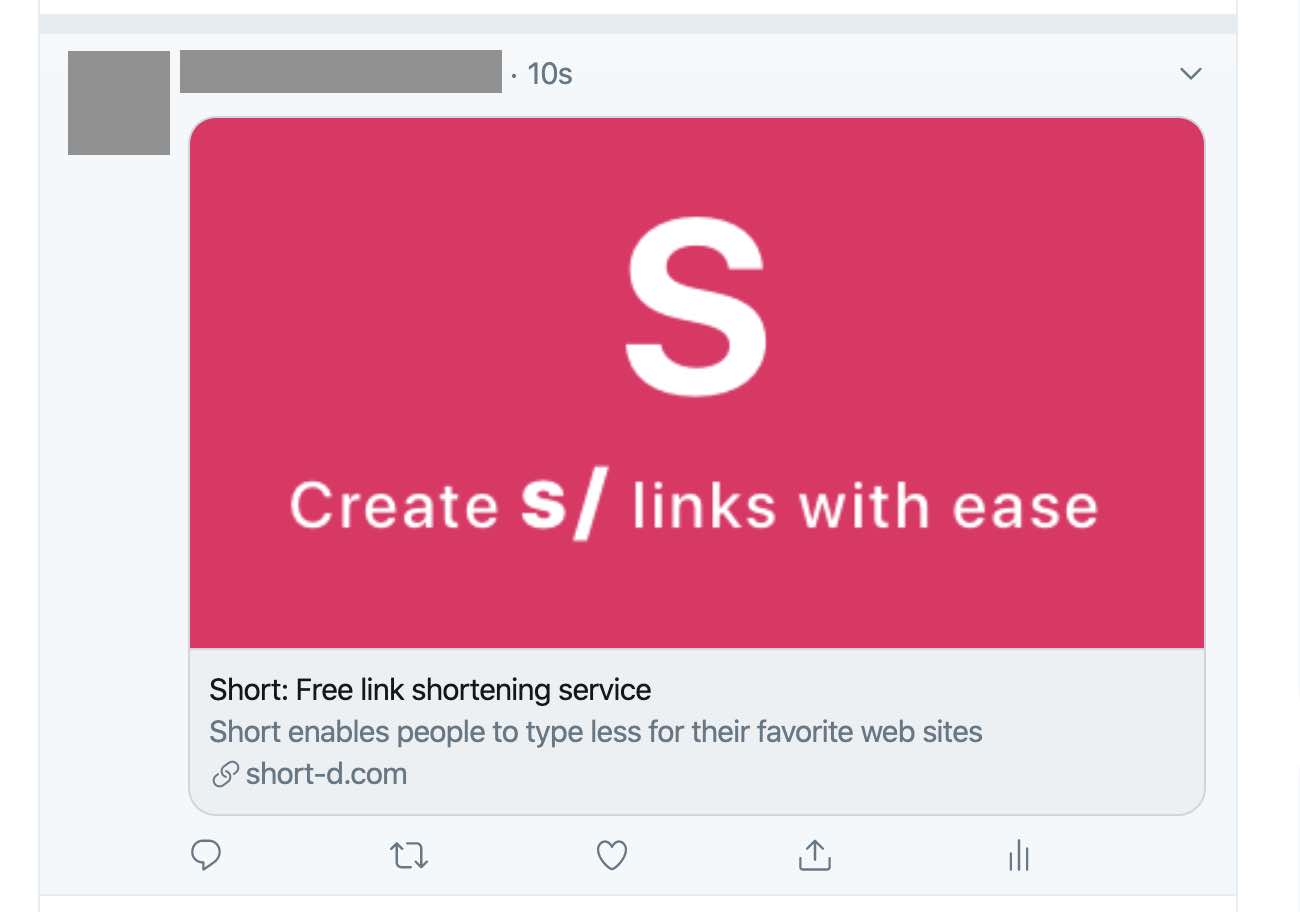 · 10s
S
Create s/ links with ease
Short: Free link shortening service
Short enables people to type less for their favorite web sites
short-d.com